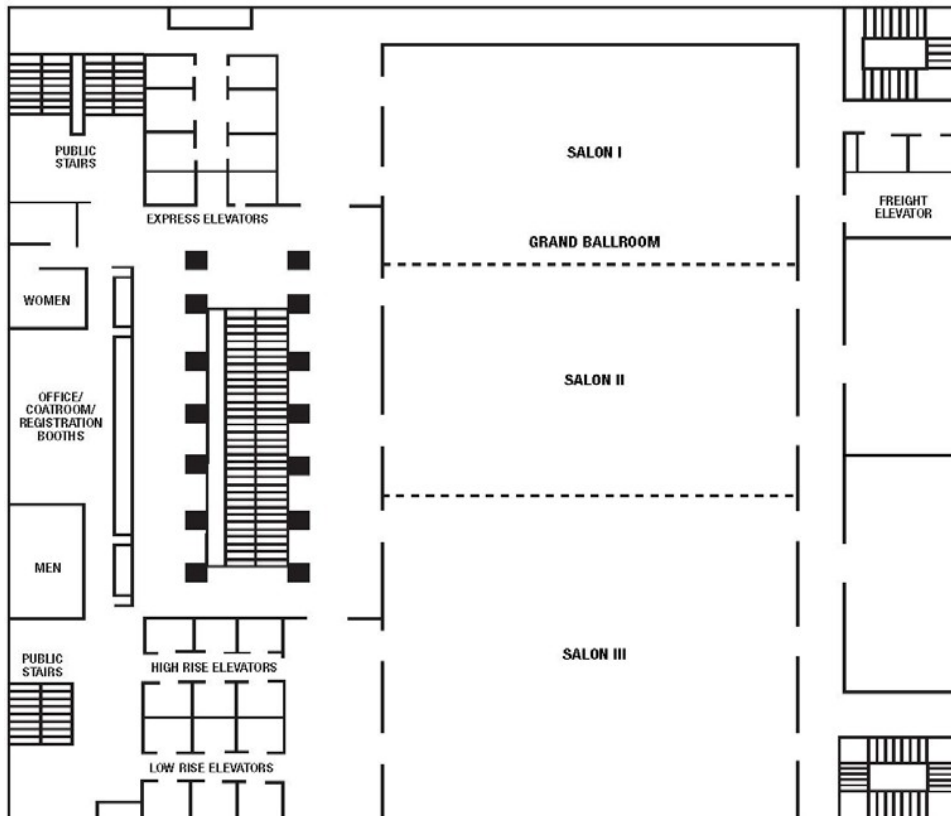 PUBLIC
STAIRS
SALON I
EXPRESS ELEVATORS
FREIGHT
ELEVATOR
GRAND BALLROOM
WOMEN
SALON II
OFFICE/
COATROOM/
REGISTRATION
BOOTHS
MEN
PUBLIC
STAIRS
HIGH RISE ELEVATORS
SALON III
LOW RISE ELEVATORS